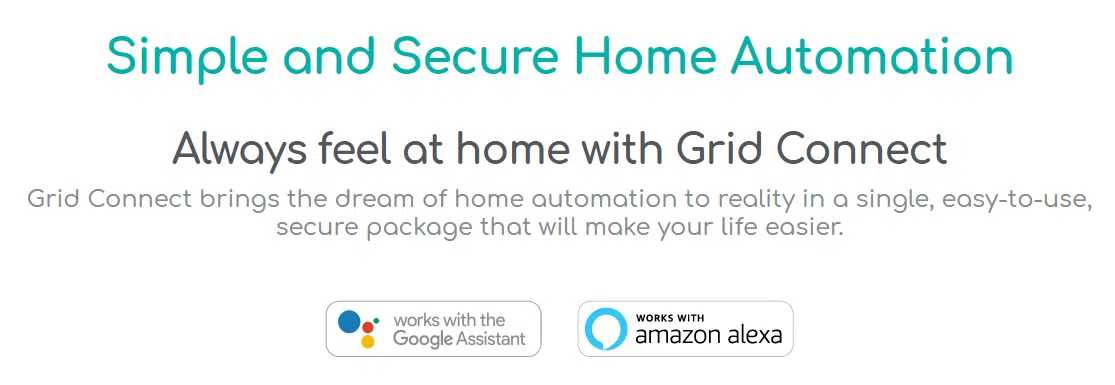 Simple and Secure Home Automation
Always feel at home with Grid Connect
Grid Connect brings the dream of home automation to reality in a single, easy-to-use,
secure package that will make your life easier.
works with the
Google Assistant
WORKS WITH
amazon alexa